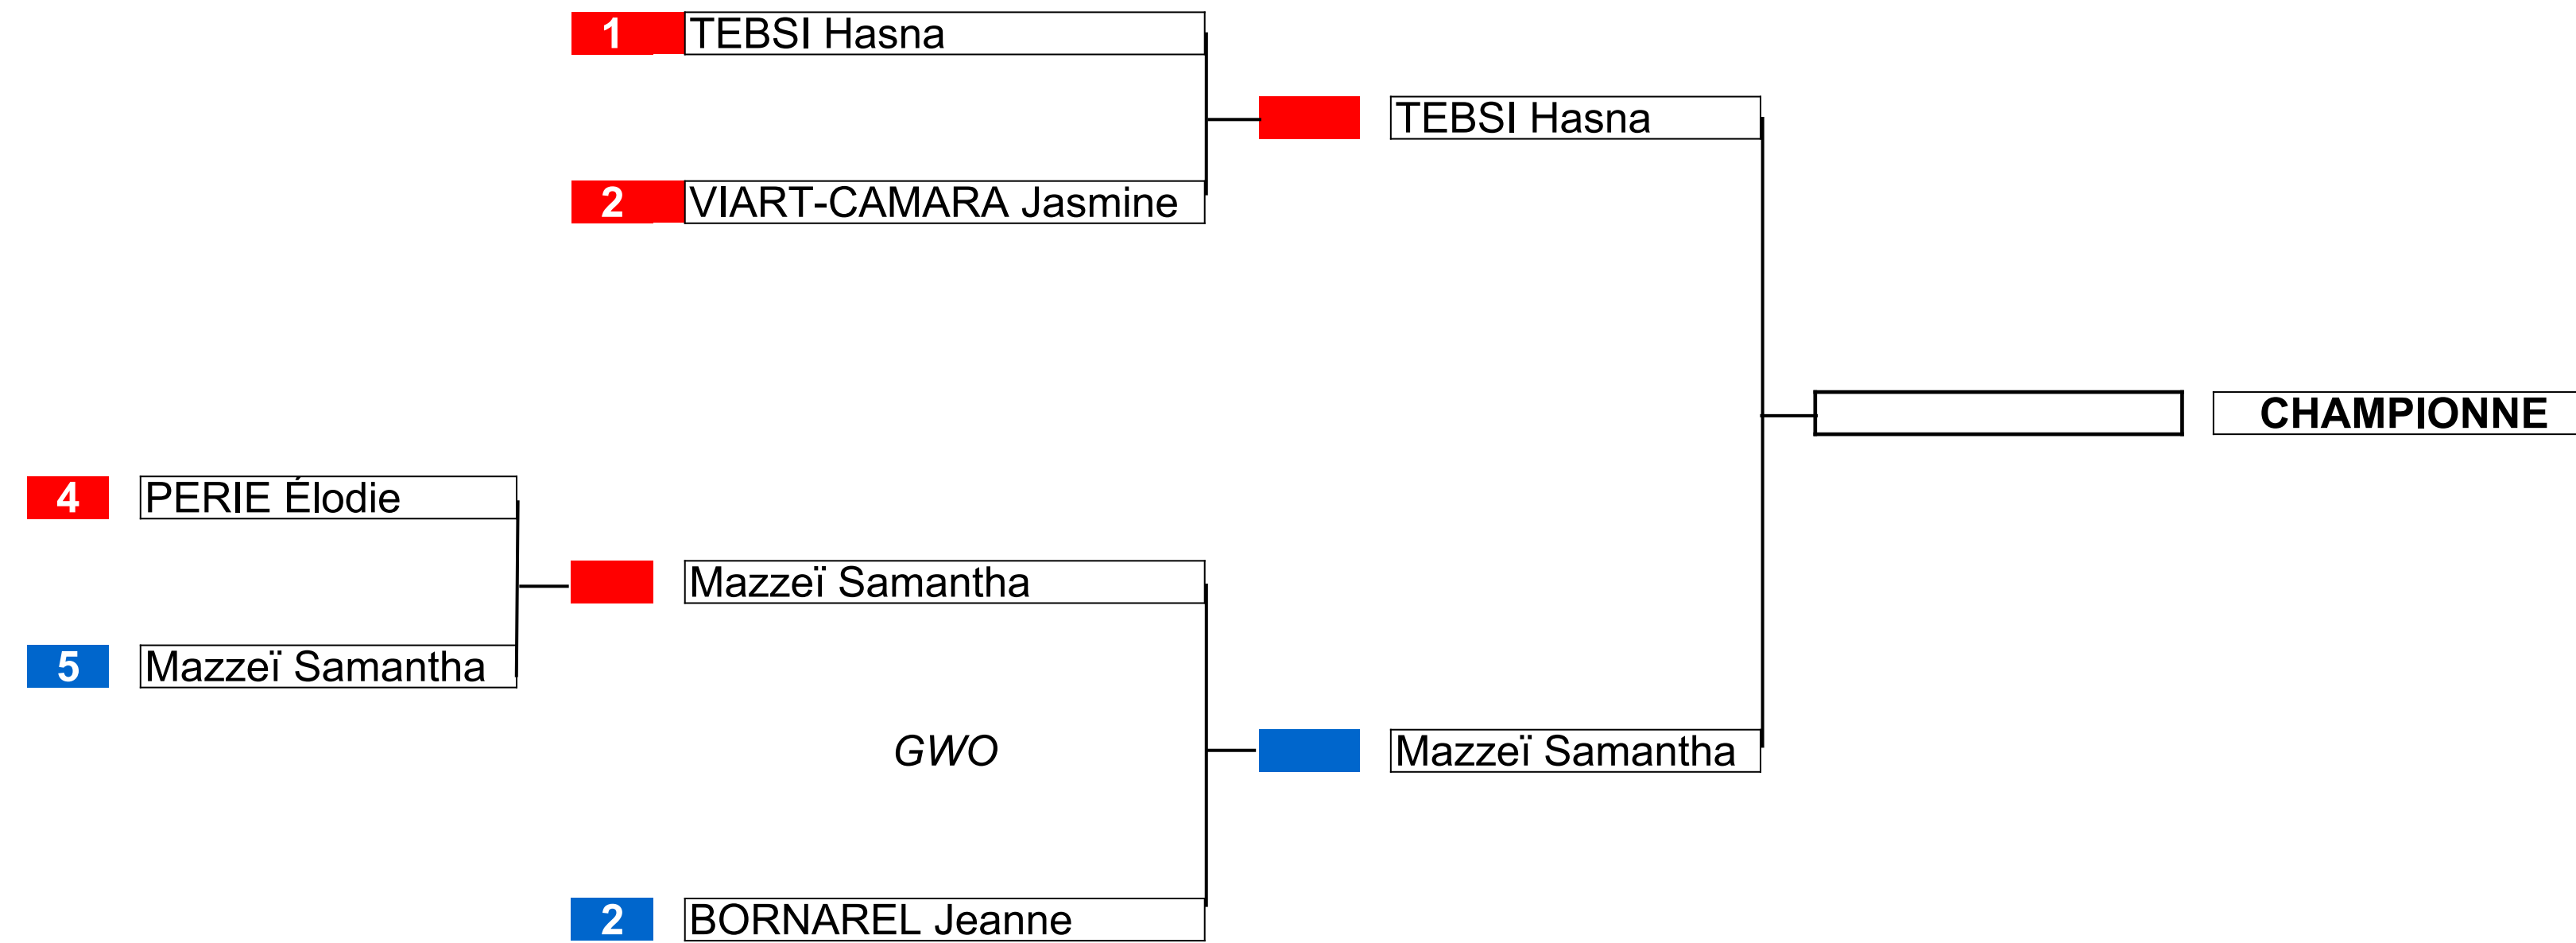 1 TEBSI Hasna
TEBSI Hasna
2 VIART-CAMARA Jasmine
CHAMPIONNE
4 PERIE Élodie
Mazzeï Samantha
5 Mazzeï Samantha
GWO
Mazzeï Samantha
2 BORNAREL Jeanne